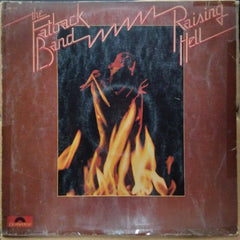 the
Fatback
Band
Raising
Hell